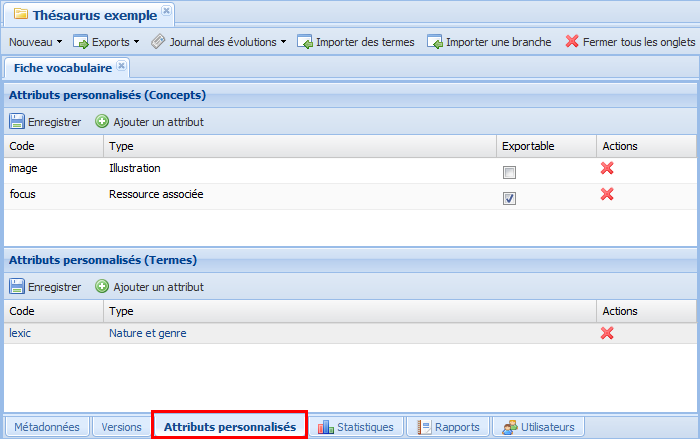 Thésaurus exemple
Nouveau Exports Journal des évolutions Importer des termes Importer une branche Fermer tous les onglets
Fiche vocabulaire
Attributs personnalisés (Concepts)
Enregistrer Ajouter un attribut
Code Type Exportable Actions
image Illustration
focus Ressource associée
Attributs personnalisés (Termes)
Enregistrer Ajouter un attribut
Code Type Actions
lexic Nature et genre
Métadonnées Versions Attributs personnalisés Statistiques Rapports Utilisateurs